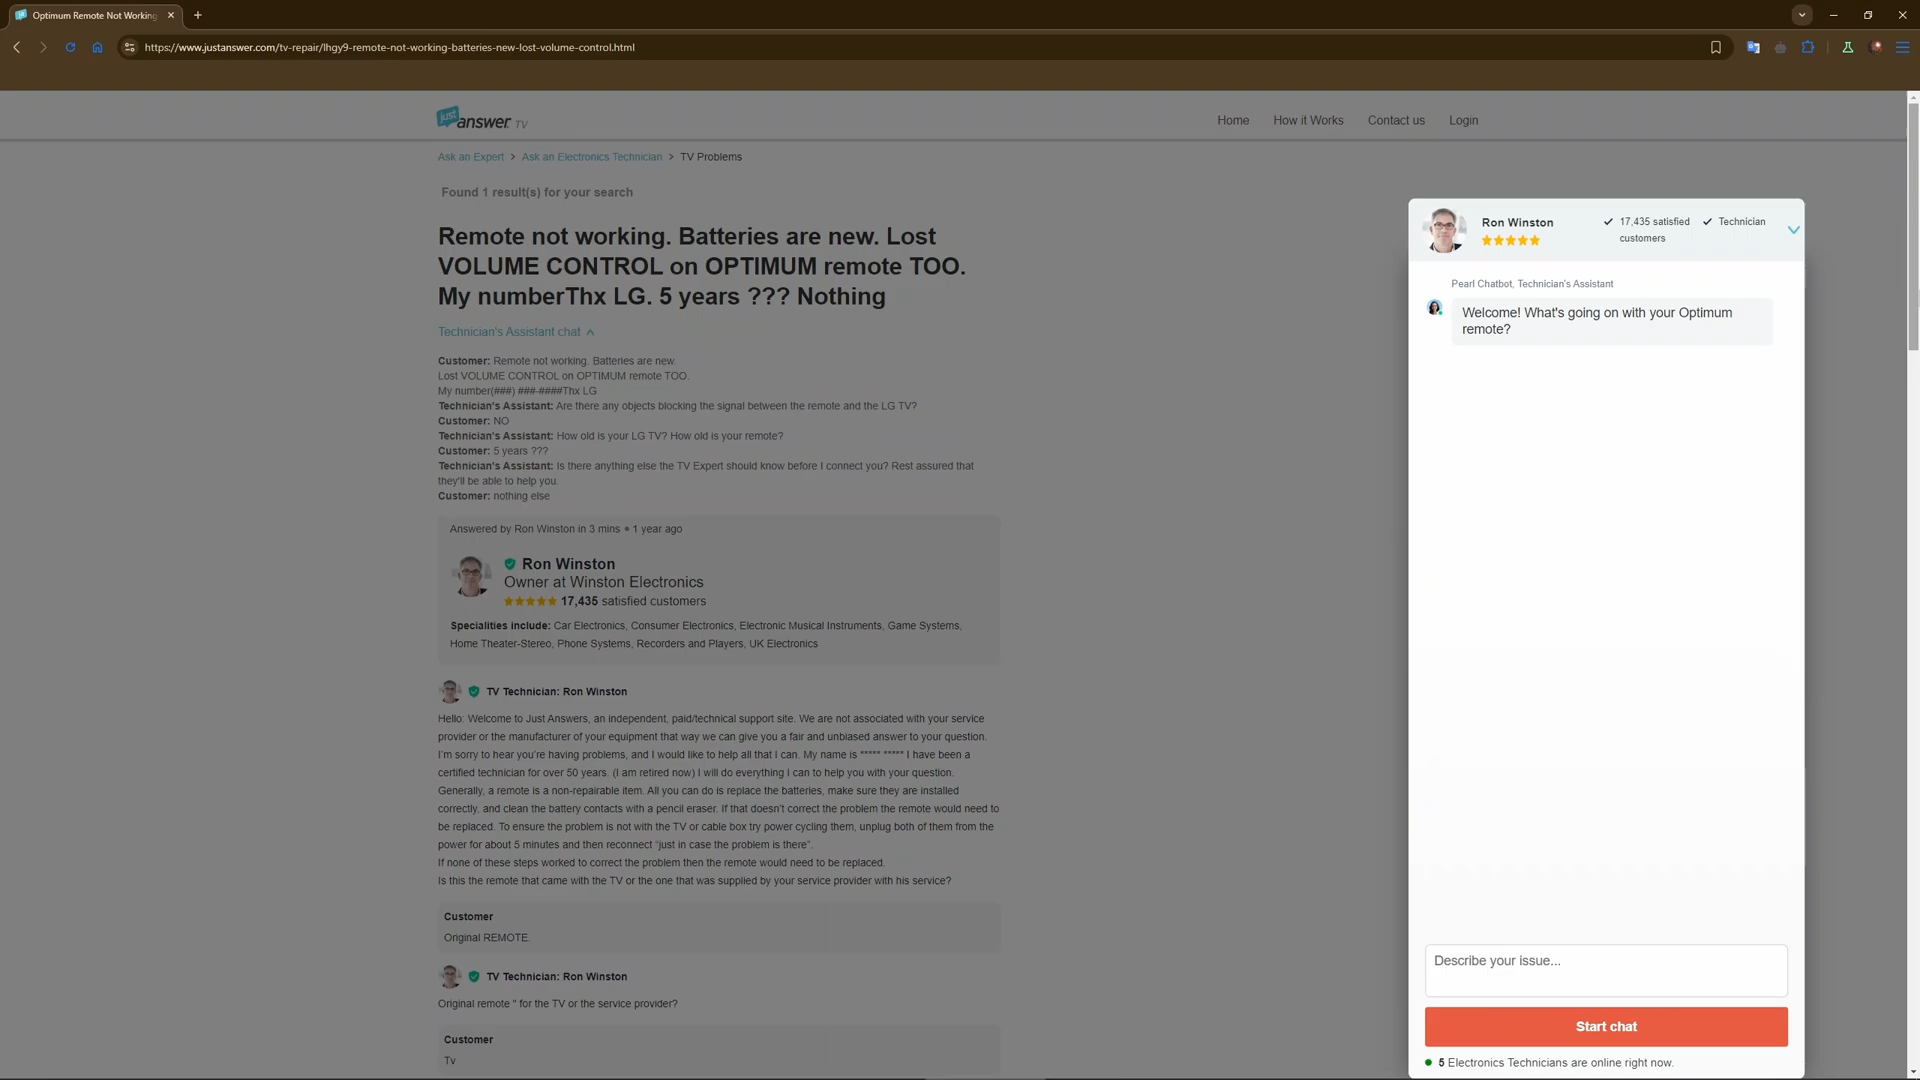 Optimum Remote Not Working
https://www.justanswer.com/tv-repair/lhgy9-remote-not-working-batteries-new-lost-volume-control.html
just answer TV
Home
How it Works
Contact us
Login
Ask an Expert > Ask an Electronics Technician > TV Problems
Found 1 result(s) for your search
Remote not working. Batteries are new. Lost
VOLUME CONTROL on OPTIMUM remote TOO.
My numberThx LG. 5 years ??? Nothing
Technician's Assistant chat
Customer: Remote not working. Batteries are new.
Lost VOLUME CONTROL on OPTIMUM remote TOO.
My number(###) ###-####Thx LG
Technician's Assistant: Are there any objects blocking the signal between the remote and the LG TV?
Customer: NO
Technician's Assistant: How old is your LG TV? How old is your remote?
Customer: 5 years ???
Technician's Assistant: Is there anything else the TV Expert should know before I connect you? Rest assured that
they'll be able to help you.
Customer: nothing else
Answered by Ron Winston in 3 mins • 1 year ago
Ron Winston
Owner at Winston Electronics
17,435 satisfied customers
Specialities include: Car Electronics, Consumer Electronics, Electronic Musical Instruments, Game Systems,
Home Theater-Stereo, Phone Systems, Recorders and Players, UK Electronics
TV Technician: Ron Winston
Hello: Welcome to Just Answers, an independent, paid/technical support site. We are not associated with your service
provider or the manufacturer of your equipment that way we can give you a fair and unbiased answer to your question.
I'm sorry to hear you're having problems, and I would like to help all that I can. My name is ***** ***** I have been a
certified technician for over 50 years. (I am retired now) I will do everything I can to help you with your question.
Generally, a remote is a non-repairable item. All you can do is replace the batteries, make sure they are installed
correctly, and clean the battery contacts with a pencil eraser. If that doesn't correct the problem the remote would need to
be replaced. To ensure the problem is not with the TV or cable box try power cycling them, unplug both of them from the
power for about 5 minutes and then reconnect "just in case the problem is there".
If none of these steps worked to correct the problem then the remote would need to be replaced.
Is this the remote that came with the TV or the one that was supplied by your service provider with his service?
Customer
Original REMOTE.
TV Technician: Ron Winston
Original remote " for the TV or the service provider?
Customer
Tv
Ron Winston
17,435 satisfied
customers
Technician
Pearl Chatbot, Technician's Assistant
Welcome! What's going on with your Optimum
remote?
Describe your issue...
Start chat
5 Electronics Technicians are online right now.